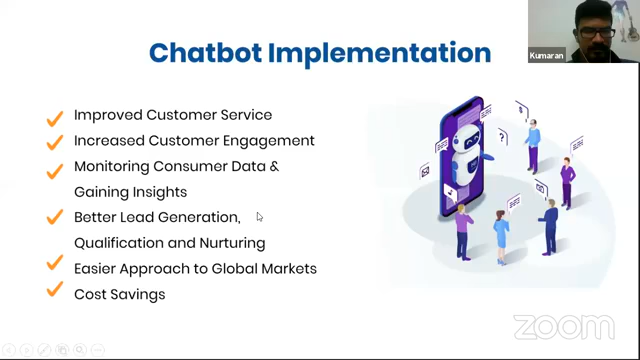 Chatbot Implementation
Kumaran
Improved Customer Service
Increased Customer Engagement
Monitoring Consumer Data &
Gaining Insights
Better Lead Generation,
Qualification and Nurturing
Easier Approach to Global Markets
Cost Savings
$
?
zoom